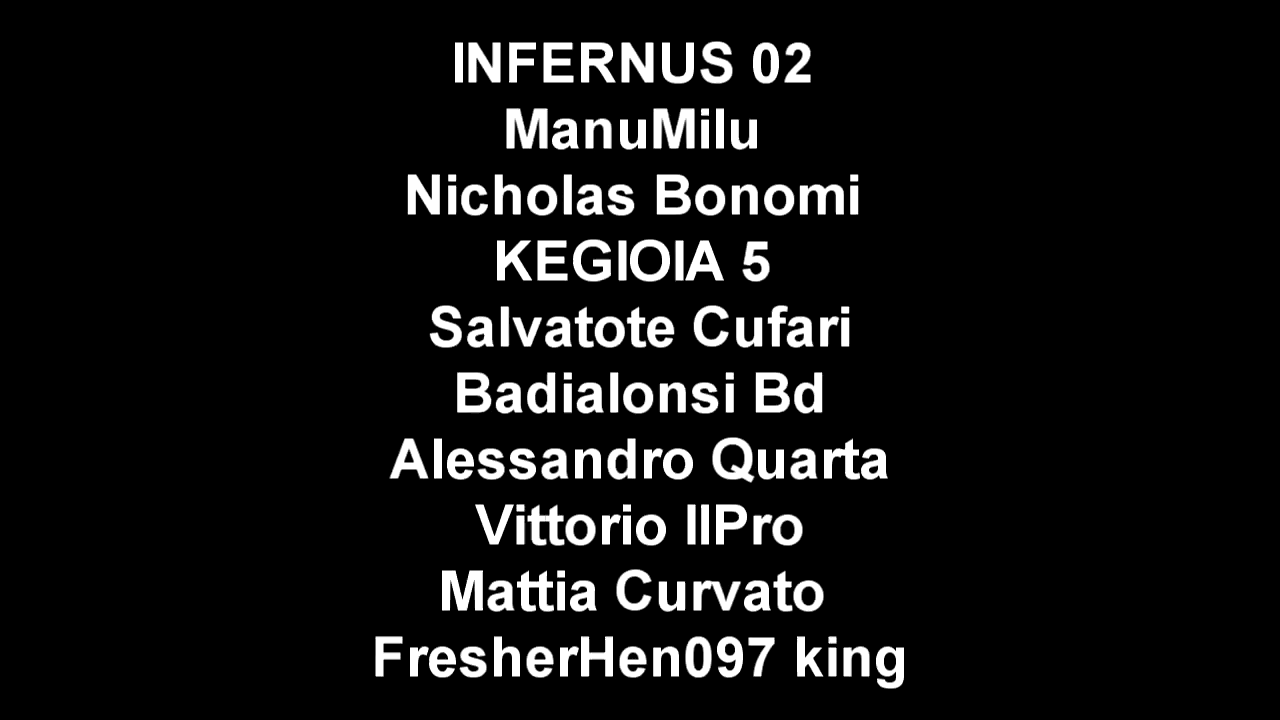 INFERNUS 02
ManuMilu
Nicholas Bonomi
KEGIOIA 5
Salvatote Cufari
Badialonsi Bd
Alessandro Quarta
Vittorio IlPro
Mattia Curvato
FresherHen097 king